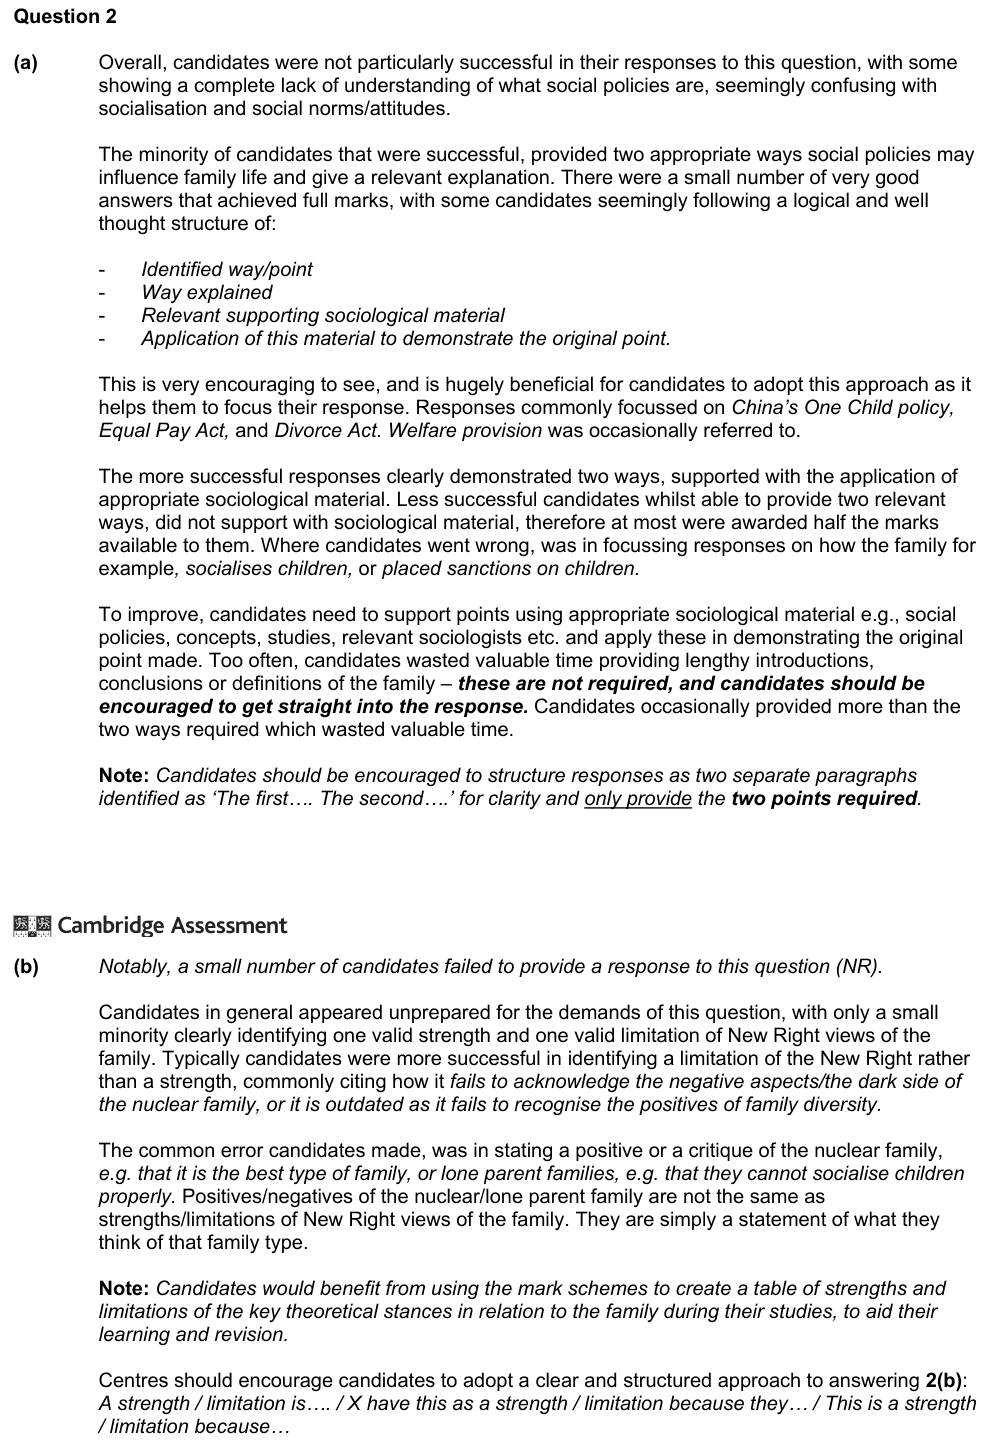 Question 2
(a) Overall, candidates were not particularly successful in their responses to this question, with some
showing a complete lack of understanding of what social policies are, seemingly confusing with
socialisation and social norms/attitudes.
The minority of candidates that were successful, provided two appropriate ways social policies may
influence family life and give a relevant explanation. There were a small number of very good
answers that achieved full marks, with some candidates seemingly following a logical and well
thought structure of:
- Identified way/point
- Way explained
- Relevant supporting sociological material
- Application of this material to demonstrate the original point.
This is very encouraging to see, and is hugely beneficial for candidates to adopt this approach as it
helps them to focus their response. Responses commonly focussed on China's One Child policy,
Equal Pay Act, and Divorce Act. Welfare provision was occasionally referred to.
The more successful responses clearly demonstrated two ways, supported with the application of
appropriate sociological material. Less successful candidates whilst able to provide two relevant
ways, did not support with sociological material, therefore at most were awarded half the marks
available to them. Where candidates went wrong, was in focussing responses on how the family for
example, socialises children, or placed sanctions on children.
To improve, candidates need to support points using appropriate sociological material e.g., social
policies, concepts, studies, relevant sociologists etc. and apply these in demonstrating the original
point made. Too often, candidates wasted valuable time providing lengthy introductions,
conclusions or definitions of the family – these are not required, and candidates should be
encouraged to get straight into the response. Candidates occasionally provided more than the
two ways required which wasted valuable time.
Note: Candidates should be encouraged to structure responses as two separate paragraphs
identified as 'The first…. The second….' for clarity and only provide the two points required.
Cambridge Assessment
(b) Notably, a small number of candidates failed to provide a response to this question (NR).
Candidates in general appeared unprepared for the demands of this question, with only a small
minority clearly identifying one valid strength and one valid limitation of New Right views of the
family. Typically candidates were more successful in identifying a limitation of the New Right rather
than a strength, commonly citing how it fails to acknowledge the negative aspects/the dark side of
the nuclear family, or it is outdated as it fails to recognise the positives of family diversity.
The common error candidates made, was in stating a positive or a critique of the nuclear family,
e.g. that it is the best type of family, or lone parent families, e.g. that they cannot socialise children
properly. Positives/negatives of the nuclear/lone parent family are not the same as
strengths/limitations of New Right views of the family. They are simply a statement of what they
think of that family type.
Note: Candidates would benefit from using the mark schemes to create a table of strengths and
limitations of the key theoretical stances in relation to the family during their studies, to aid their
learning and revision.
Centres should encourage candidates to adopt a clear and structured approach to answering 2(b):
A strength / limitation is…. / X have this as a strength / limitation because they… / This is a strength
/ limitation because…